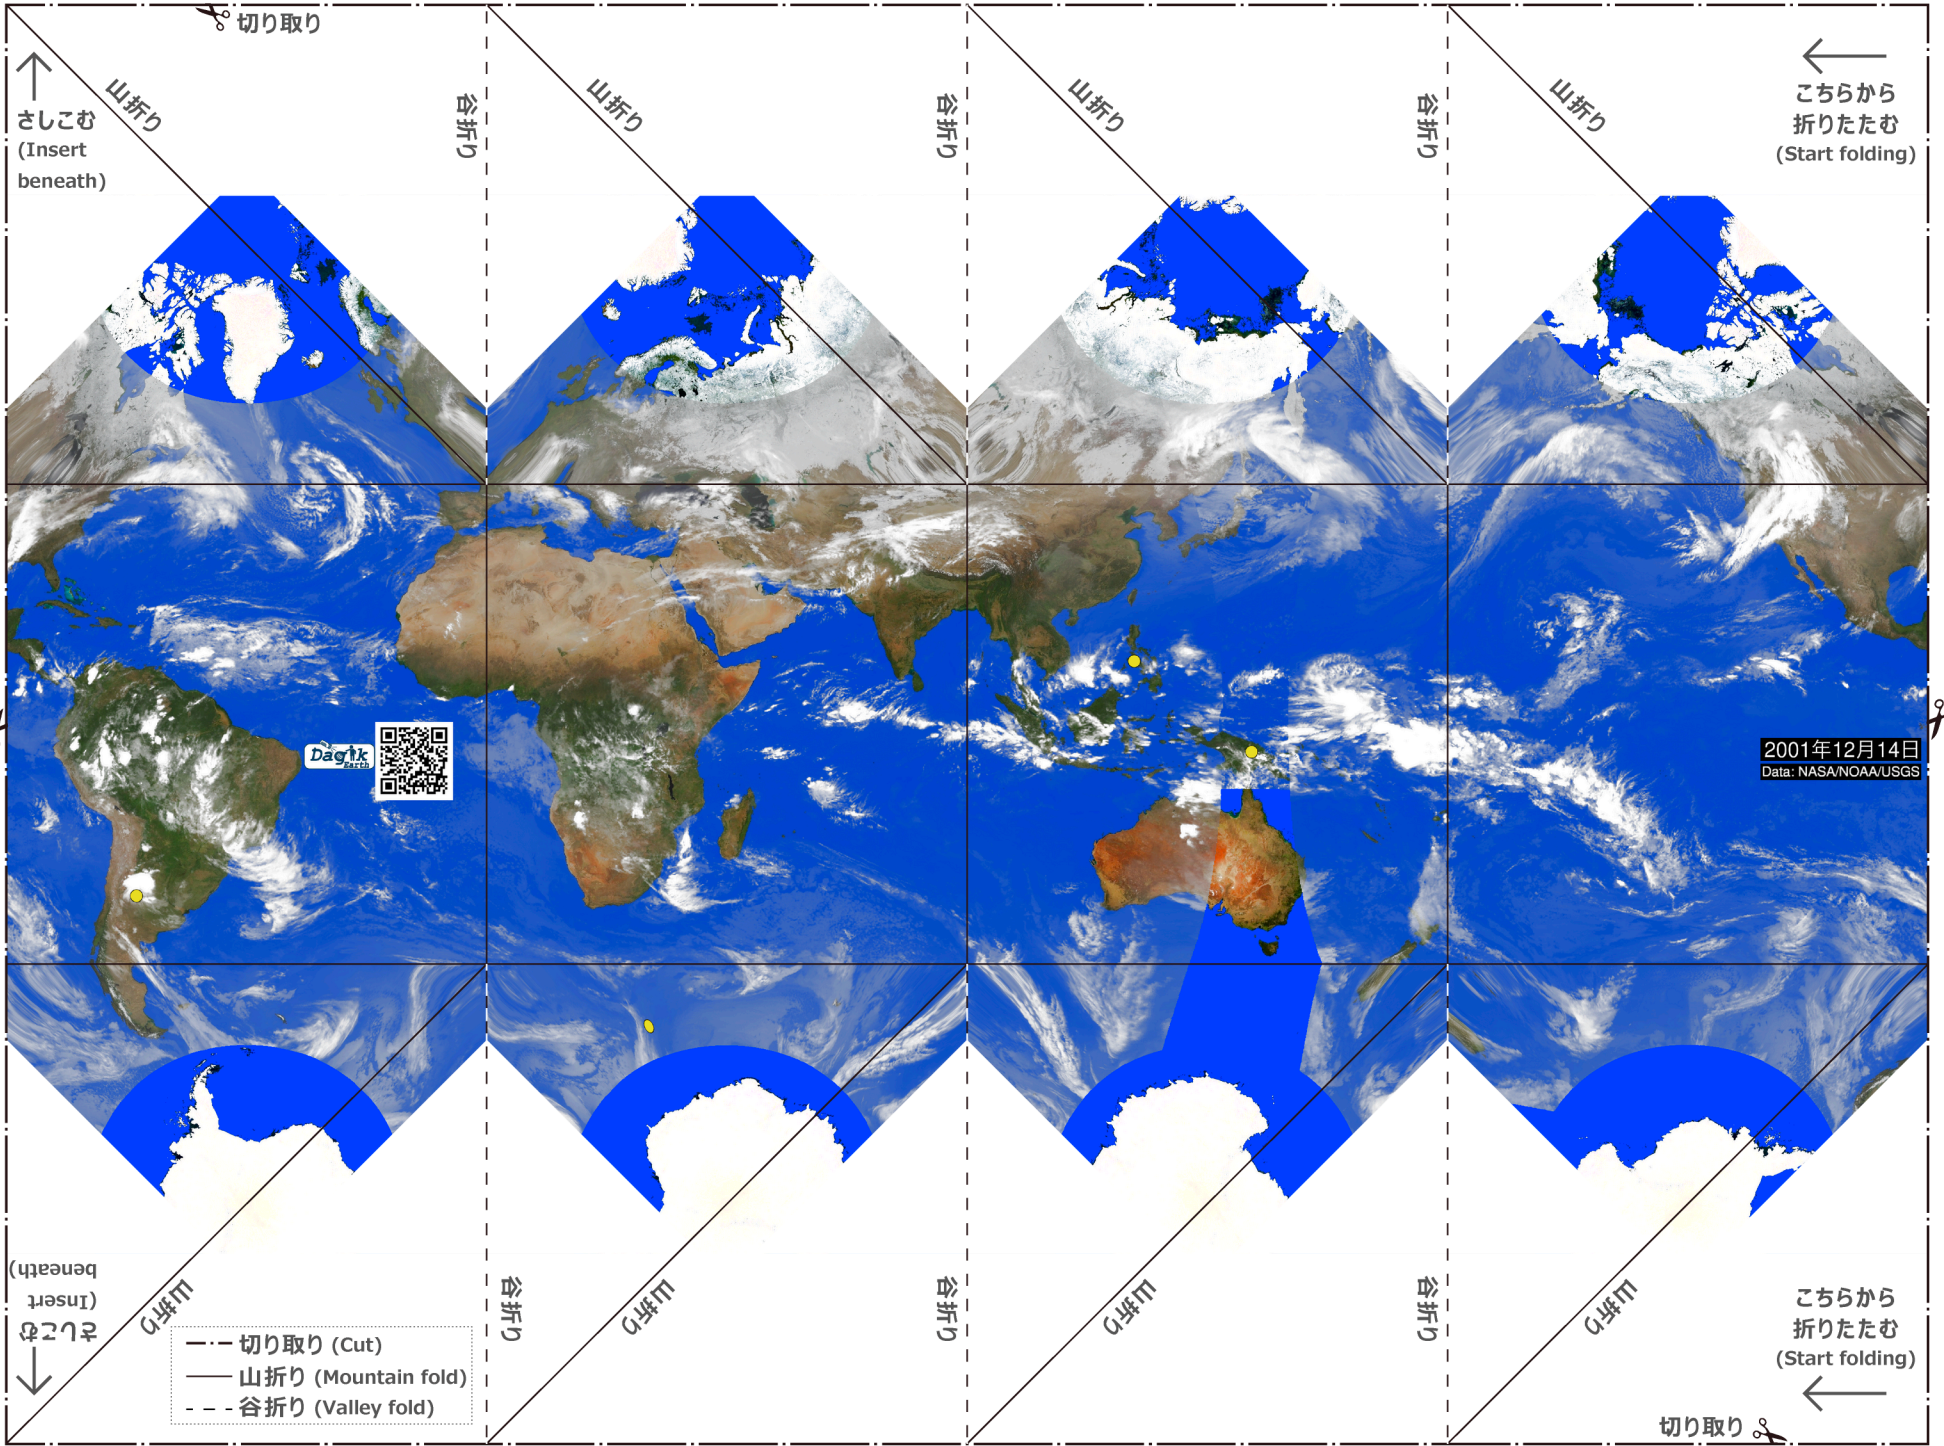 切り取り
山折り
谷折り
山折り
谷折り
山折り
谷折り
山折り
さしこむ
(Insert
beneath)
こちらから
折りたたむ
(Start folding)
Dagik
Earth
2001年12月14日
Data: NASA/NOAA/USGS
さしこむ
(Insert
beneath)
山折り
谷折り
山折り
谷折り
山折り
谷折り
山折り
切り取り (Cut)
山折り (Mountain fold)
谷折り (Valley fold)
こちらから
折りたたむ
(Start folding)
切り取り